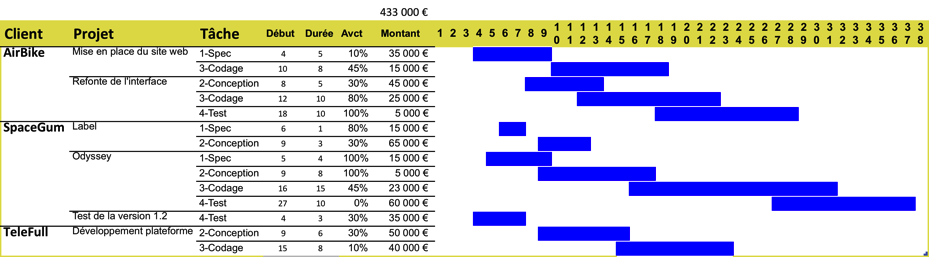 433 000 €
Client Projet Tâche Début Durée Avct Montant 1 2 3 4 5 6 7 8 9 10 11 12 13 14 15 16 17 18 19 20 21 22 23 24 25 26 27 28 29 30 31 32 33 34 35 36 37 38
AirBike Mise en place du site web 1-Spec 4 5 10% 35 000 €
3-Codage 10 8 45% 15 000 €
Refonte de l'interface 2-Conception 8 5 30% 45 000 €
3-Codage 12 10 80% 25 000 €
4-Test 18 10 100% 5 000 €
SpaceGum Label 1-Spec 6 1 80% 15 000 €
2-Conception 9 3 30% 65 000 €
Odyssey 1-Spec 5 4 100% 15 000 €
2-Conception 9 8 100% 5 000 €
3-Codage 16 15 45% 23 000 €
4-Test 27 10 0% 60 000 €
Test de la version 1.2 4-Test 4 3 30% 35 000 €
TeleFull Développement plateforme 2-Conception 9 6 30% 50 000 €
3-Codage 15 8 10% 40 000 €